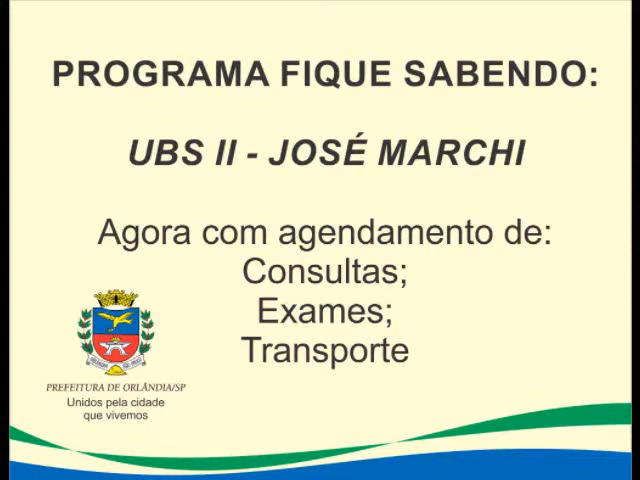 PROGRAMA FIQUE SABENDO:
UBS II - JOSÉ MARCHI
Agora com agendamento de:
Consultas;
Exames;
Transporte
PREFEITURA DE ORLÂNDIA/SP
Unidos pela cidade
que vivemos